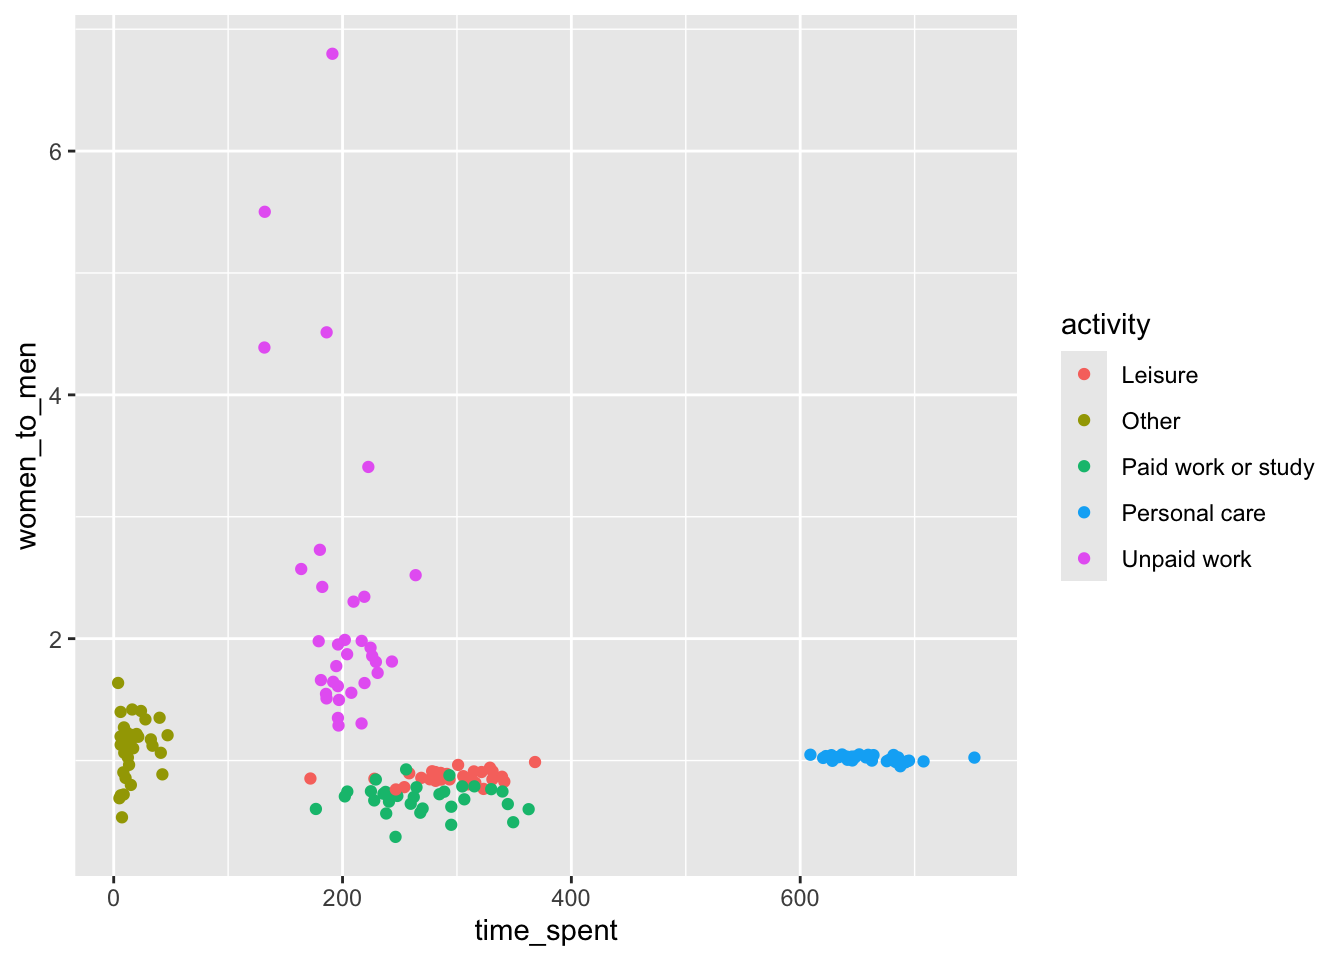 women_to_men
6
4
2
0
200
400
600
time_spent
activity
Leisure
Other
Paid work or study
Personal care
Unpaid work